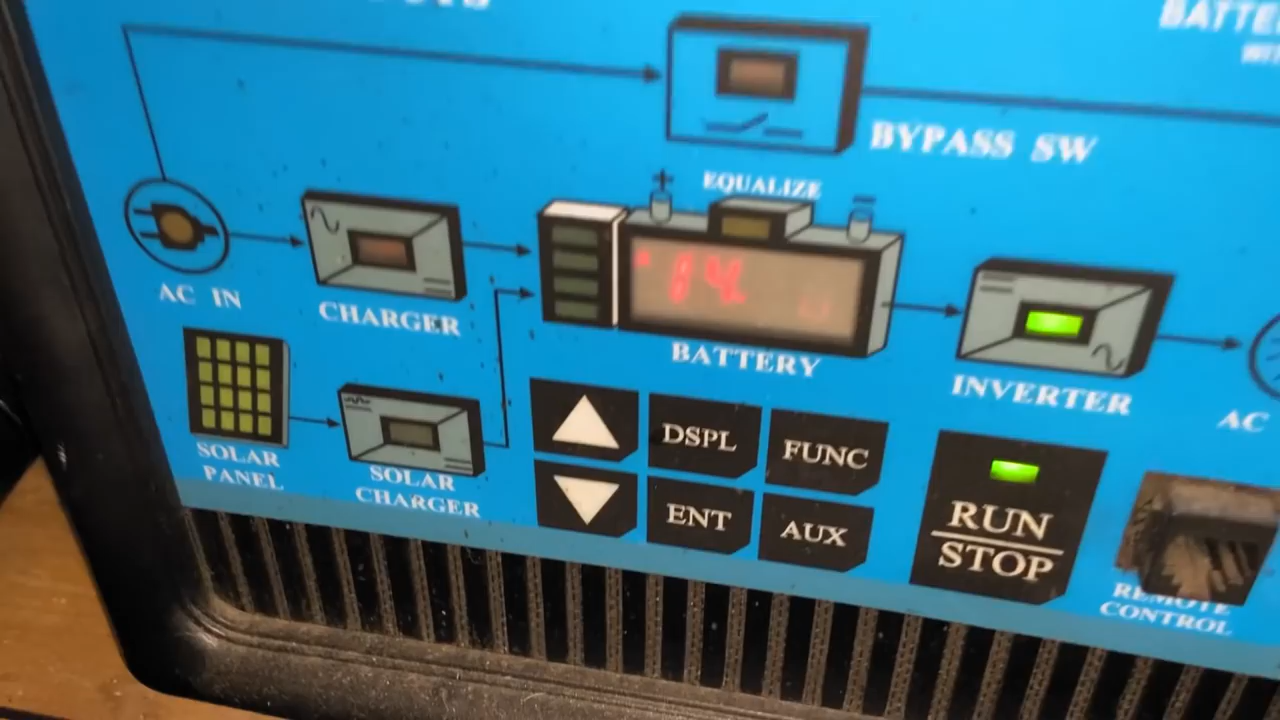 BATTE
BYPASS SW
EQUALIZE
+ −
AC IN
CHARGER
BATTERY
INVERTER
AC
SOLAR
PANEL
SOLAR
CHARGER
DSPL
FUNC
ENT
AUX
RUN
STOP
REMOTE
CONTROL